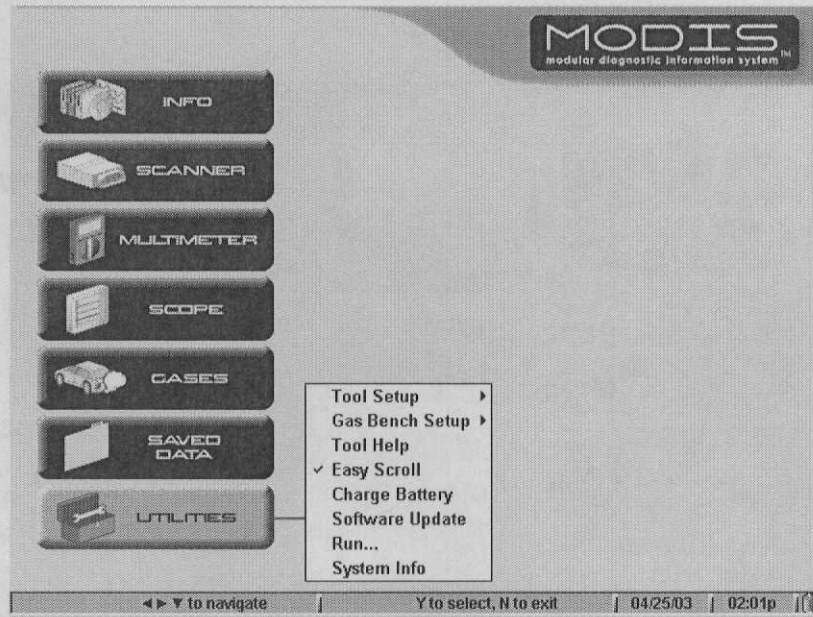 MODIS™
modular diagnostic information system
INFO
SCANNER
MULTIMETER
SCOPE
GASES
SAVED
DATA
UTILITIES
Tool Setup
Gas Bench Setup
Tool Help
✓ Easy Scroll
Charge Battery
Software Update
Run...
System Info
◄ ► ▼ to navigate
Y to select, N to exit
04/25/03
02:01p